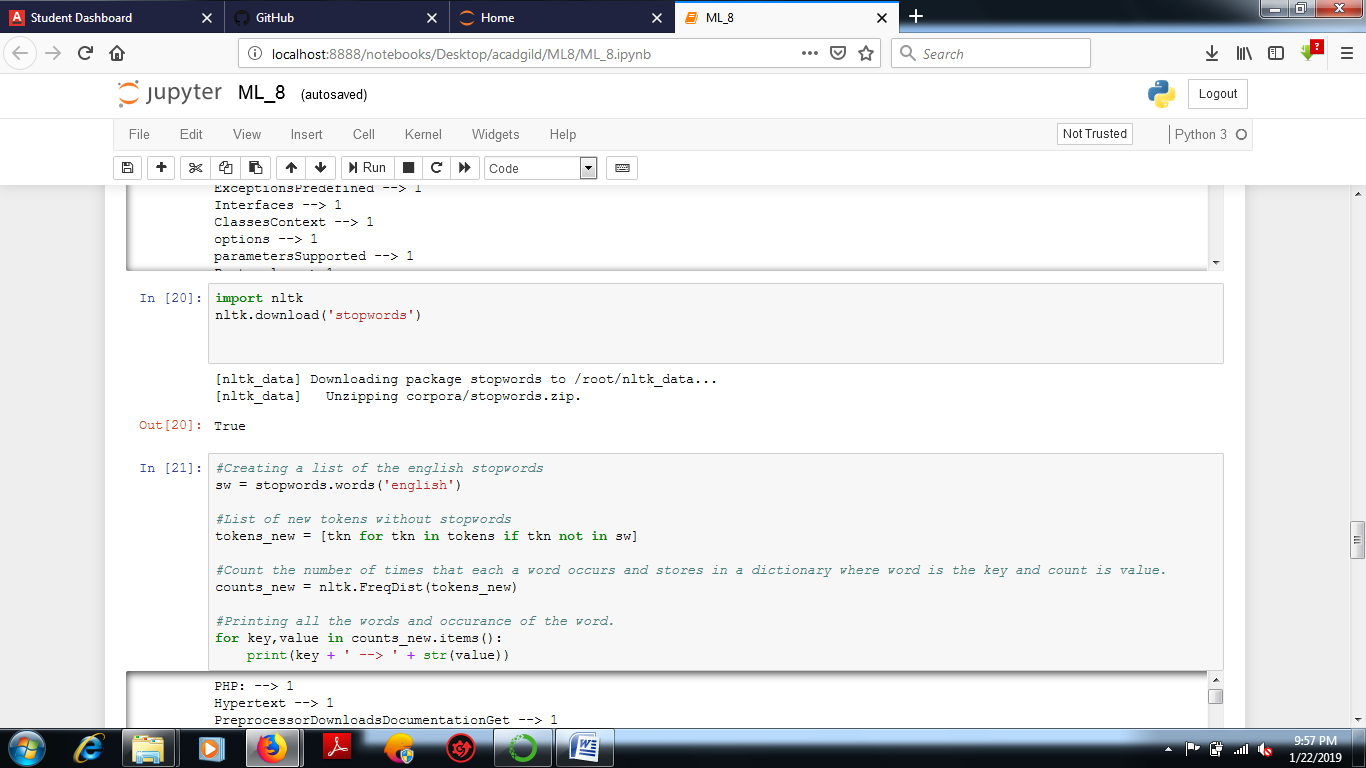 Student Dashboard
GitHub
Home
ML_8
localhost:8888/notebooks/Desktop/acadgild/ML8/ML_8.ipynb
Search
jupyter ML_8 (autosaved)
Logout
File Edit View Insert Cell Kernel Widgets Help
Not Trusted
Python 3
Run
Code
ExceptionsPredefined --> 1
Interfaces --> 1
ClassesContext --> 1
options --> 1
parametersSupported --> 1
In [20]:
import nltk
nltk.download('stopwords')
[nltk_data] Downloading package stopwords to /root/nltk_data...
[nltk_data]   Unzipping corpora/stopwords.zip.
Out[20]: True
In [21]:
#Creating a list of the english stopwords
sw = stopwords.words('english')
#List of new tokens without stopwords
tokens_new = [tkn for tkn in tokens if tkn not in sw]
#Count the number of times that each a word occurs and stores in a dictionary where word is the key and count is value.
counts_new = nltk.FreqDist(tokens_new)
#Printing all the words and occurance of the word.
for key,value in counts_new.items():
    print(key + ' --> ' + str(value))
PHP: --> 1
Hypertext --> 1
PreprocessorDownloadsDocumentationGet --> 1
9:57 PM
1/22/2019